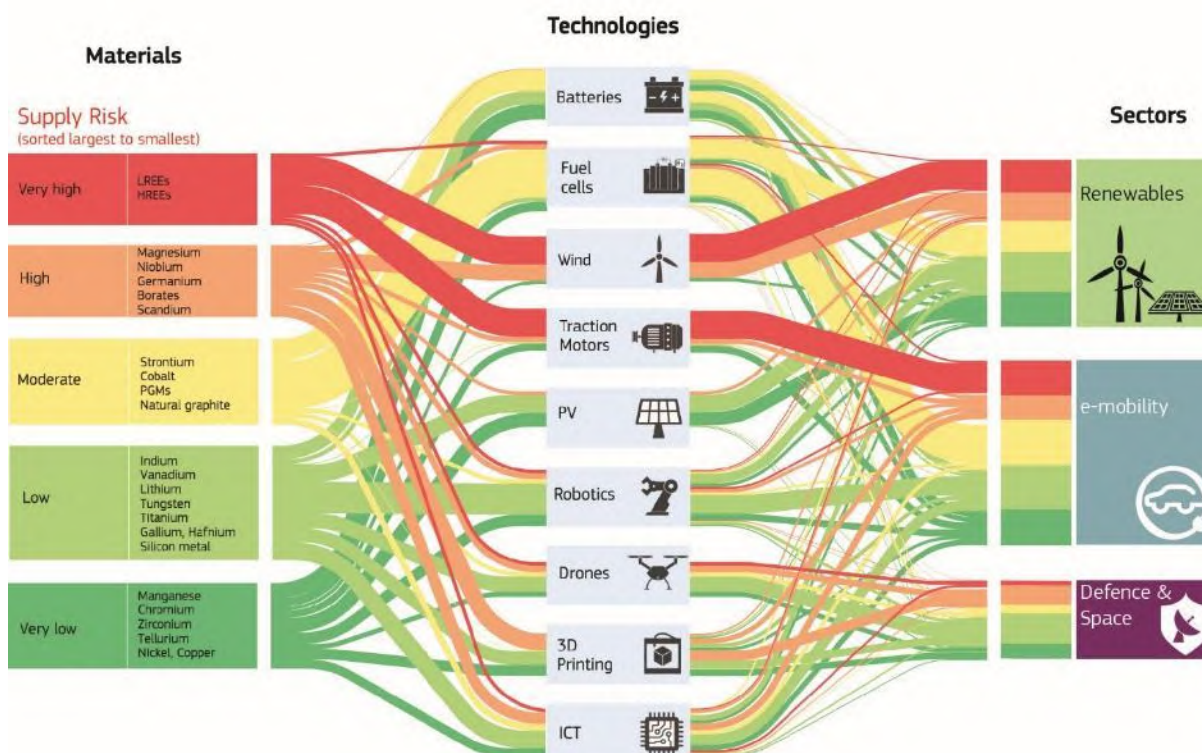 Materials
Technologies
Sectors
Supply Risk
(sorted largest to smallest)
Very high
LREEs
HREEs
High
Magnesium
Niobium
Germanium
Borates
Scandium
Moderate
Strontium
Cobalt
PGMs
Natural graphite
Low
Indium
Vanadium
Lithium
Tungsten
Titanium
Gallium, Hafnium
Silicon metal
Very low
Manganese
Chromium
Zirconium
Tellurium
Nickel, Copper
Batteries
Fuel
cells
Wind
Traction
Motors
PV
Robotics
Drones
3D
Printing
ICT
Renewables
e-mobility
Defence &
Space